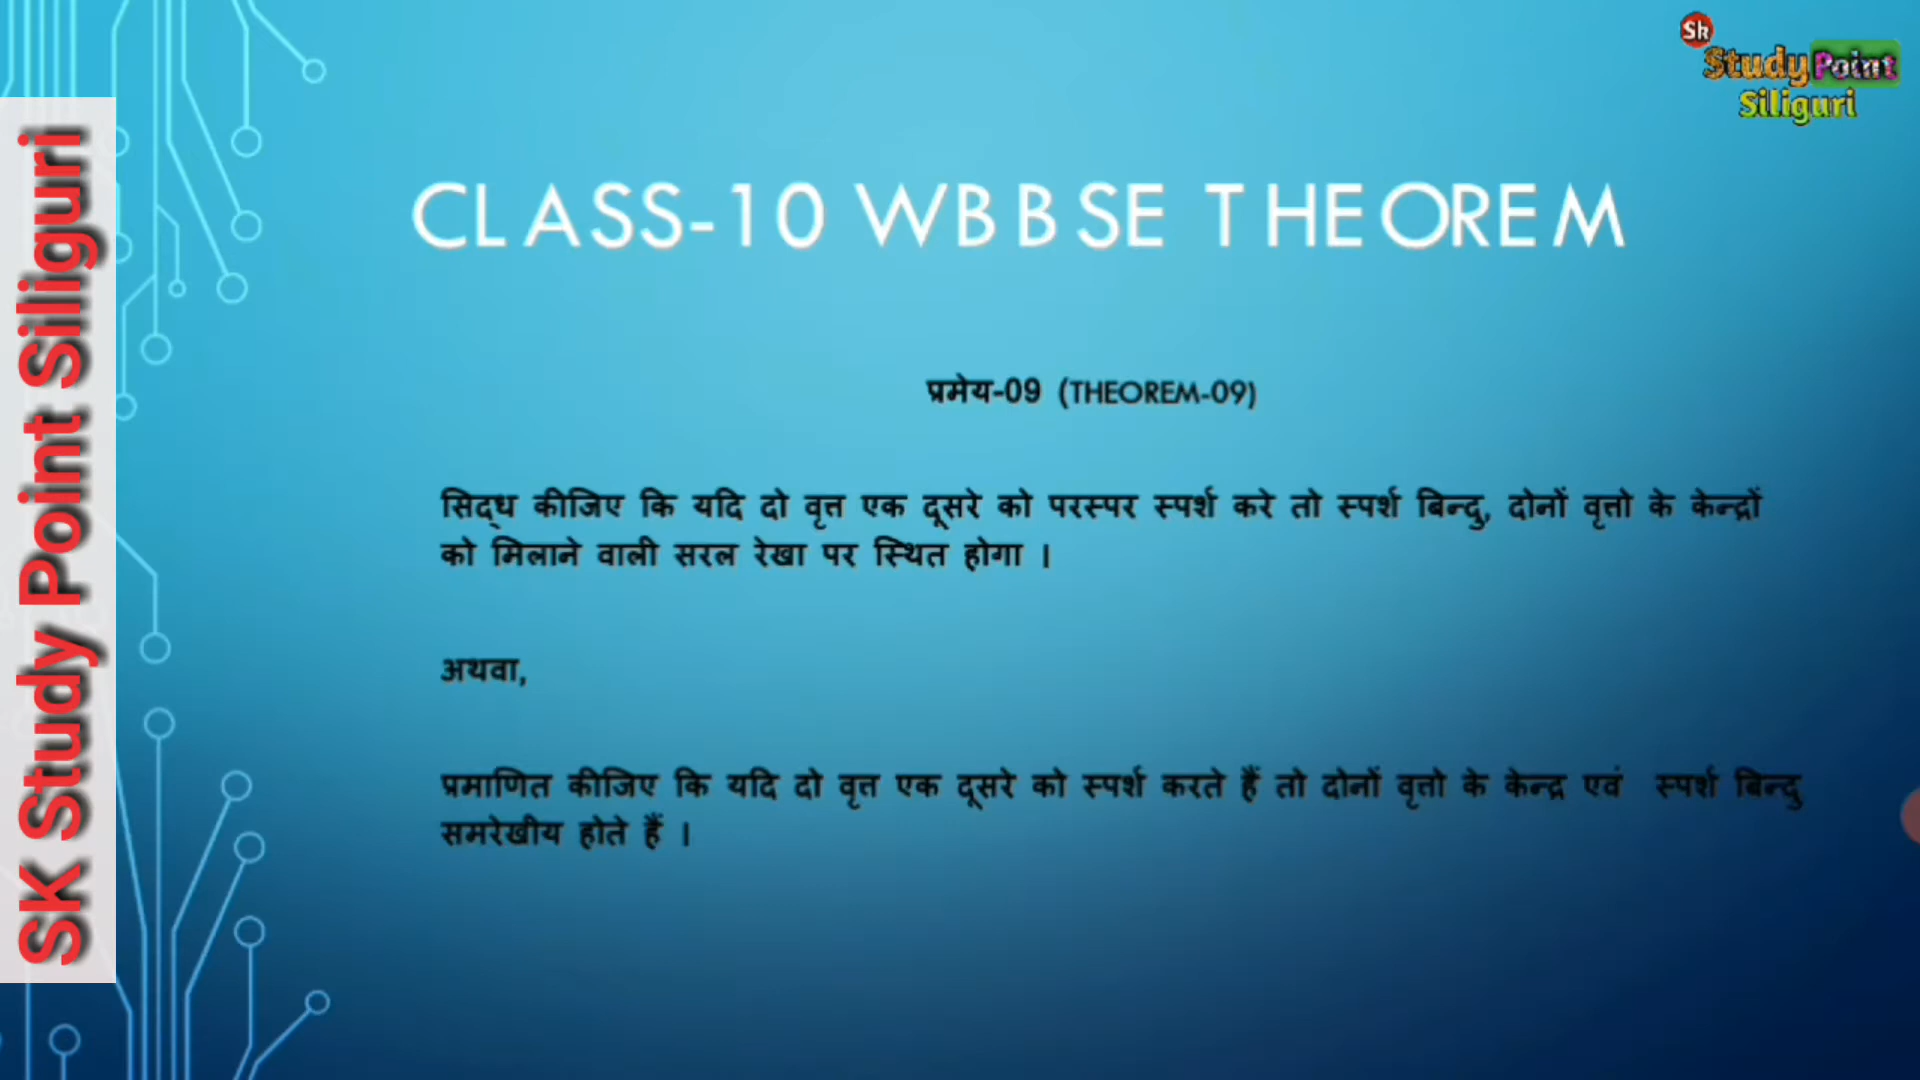 Sk
Study Point
Siliguri
SK Study Point Siliguri
CLASS-10 WBBSE THEOREM
प्रमेय-09 (THEOREM-09)
सिद्ध कीजिए कि यदि दो वृत्त एक दूसरे को परस्पर स्पर्श करे तो स्पर्श बिन्दु, दोनों वृत्तो के केन्द्रों
को मिलाने वाली सरल रेखा पर स्थित होगा ।
अथवा,
प्रमाणित कीजिए कि यदि दो वृत्त एक दूसरे को स्पर्श करते हैं तो दोनों वृत्तो के केन्द्र एवं स्पर्श बिन्दु
समरेखीय होते हैं ।